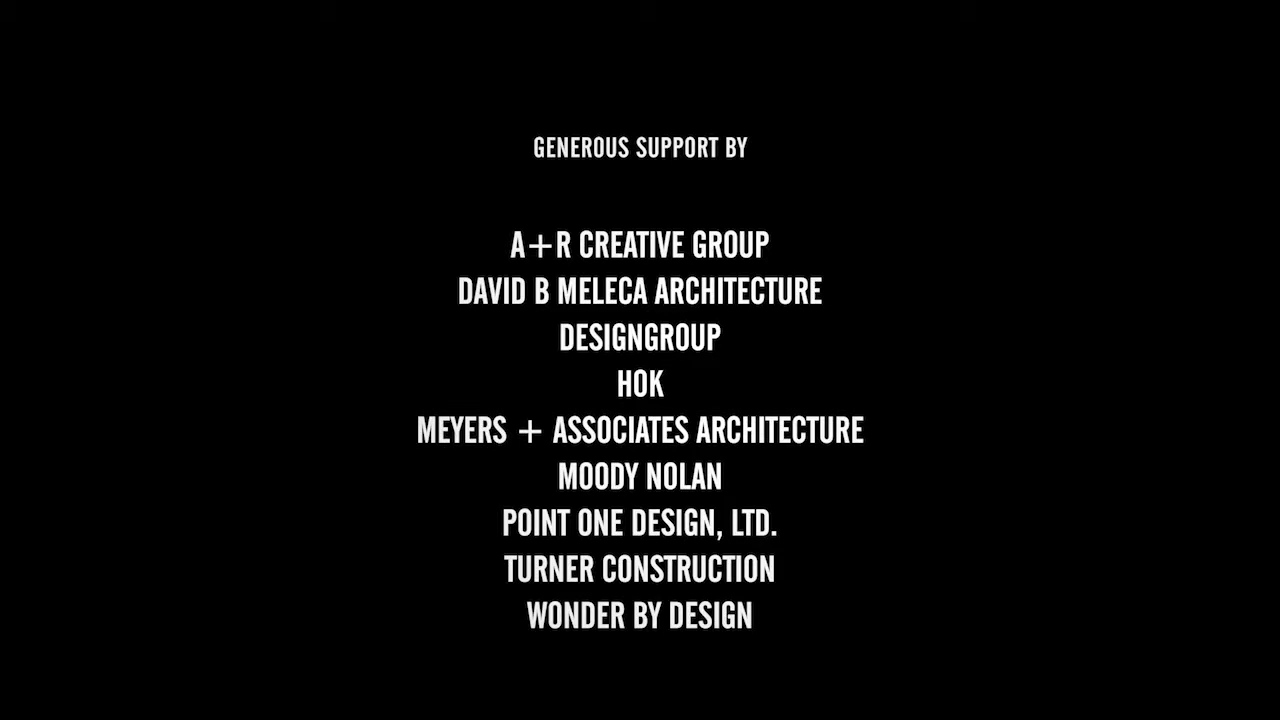 GENEROUS SUPPORT BY
A+R CREATIVE GROUP
DAVID B MELECA ARCHITECTURE
DESIGNGROUP
HOK
MEYERS + ASSOCIATES ARCHITECTURE
MOODY NOLAN
POINT ONE DESIGN, LTD.
TURNER CONSTRUCTION
WONDER BY DESIGN